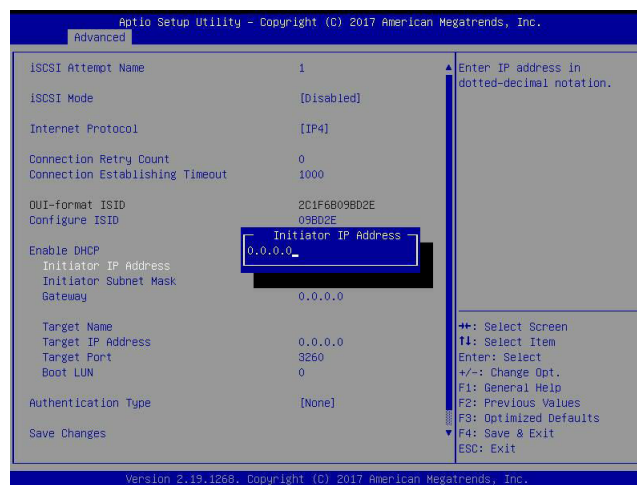 Aptio Setup Utility – Copyright (C) 2017 American Megatrends, Inc.
Advanced
iSCSI Attempt Name 1
iSCSI Mode [Disabled]
Internet Protocol [IP4]
Connection Retry Count 0
Connection Establishing Timeout 1000
OUI-format ISID 2C1F6B09BD2E
Configure ISID 09BD2E
Enable DHCP
Initiator IP Address
Initiator Subnet Mask
Gateway 0.0.0.0
Target Name
Target IP Address 0.0.0.0
Target Port 3260
Boot LUN 0
Authentication Type [None]
Save Changes
Initiator IP Address
0.0.0.0_
Enter IP address in
dotted-decimal notation.
→←: Select Screen
↑↓: Select Item
Enter: Select
+/-: Change Opt.
F1: General Help
F2: Previous Values
F3: Optimized Defaults
F4: Save & Exit
ESC: Exit
Version 2.19.1268. Copyright (C) 2017 American Megatrends, Inc.